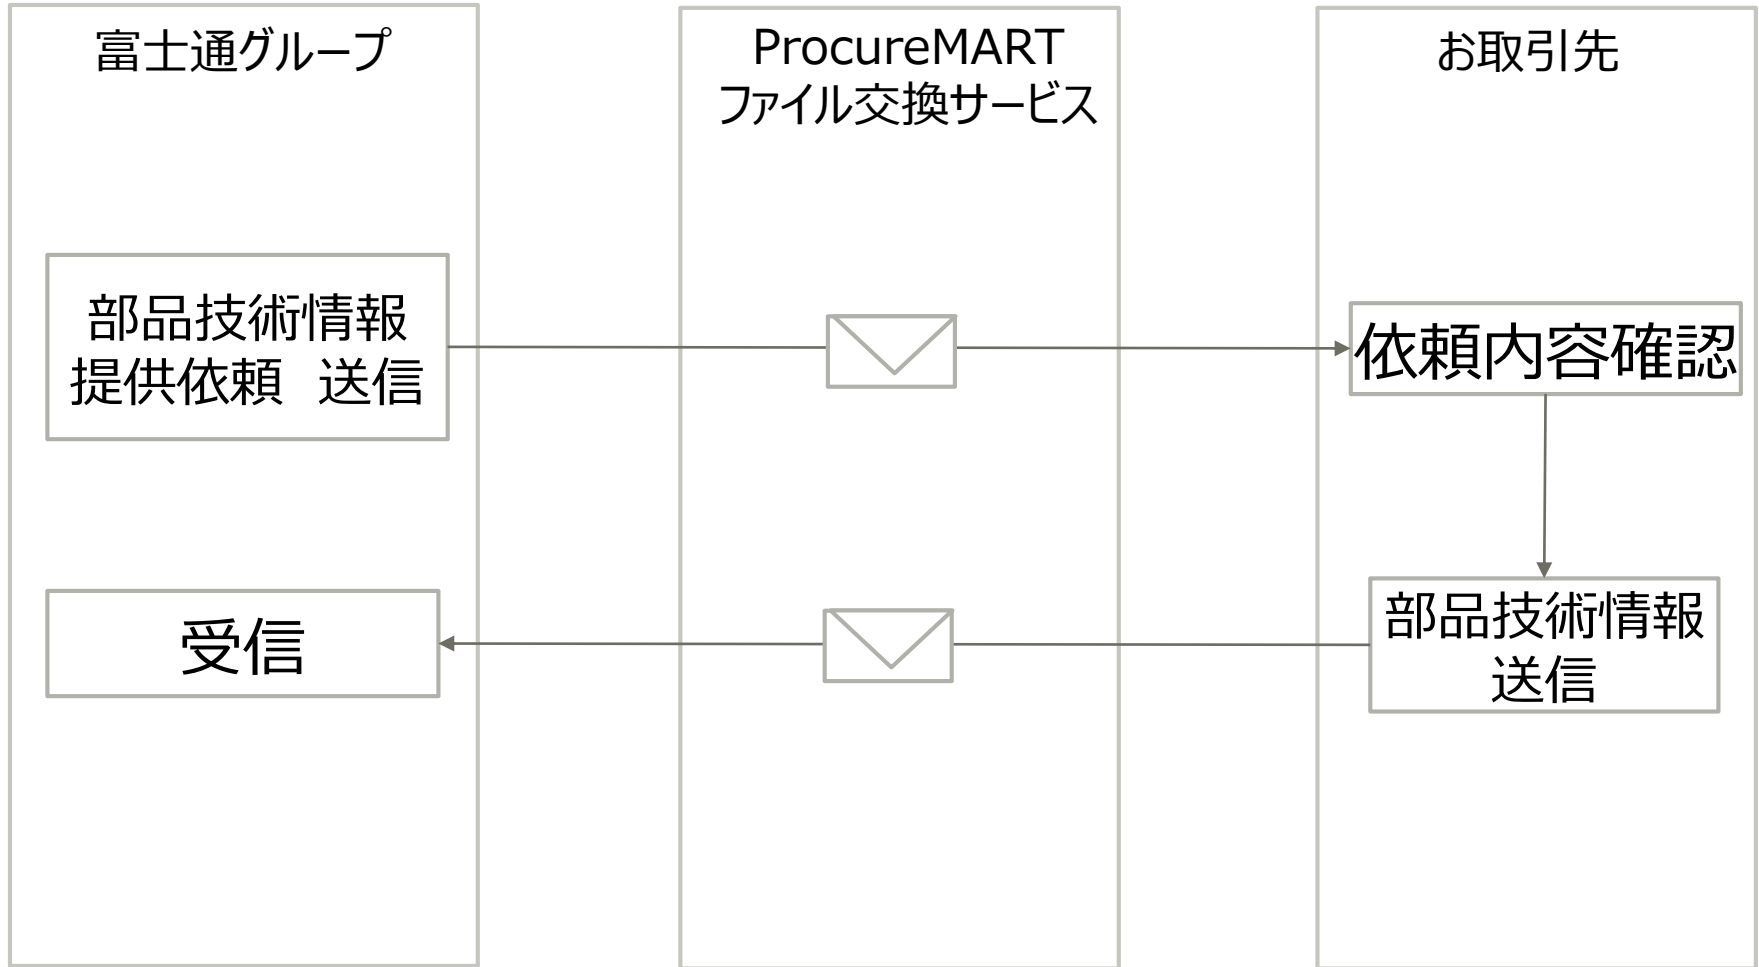 富士通グループ
ProcureMART
ファイル交換サービス
お取引先
部品技術情報
提供依頼　送信
依頼内容確認
受信
部品技術情報
送信